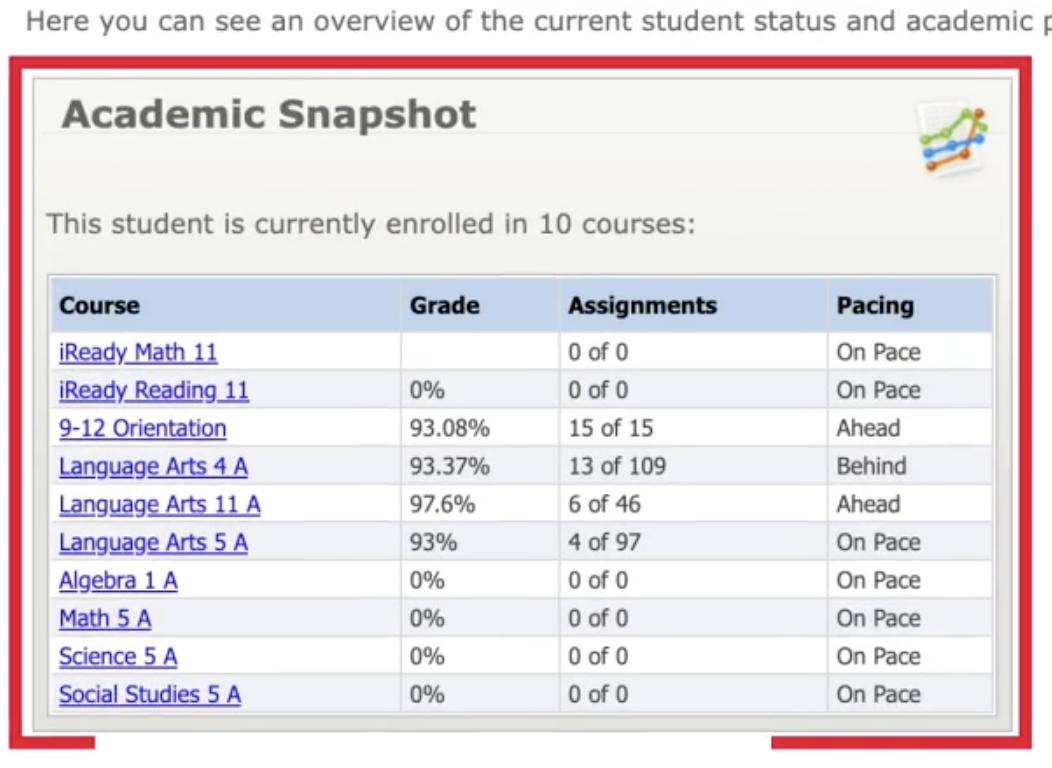 Here you can see an overview of the current student status and academic
Academic Snapshot
This student is currently enrolled in 10 courses:
Course Grade Assignments Pacing
iReady Math 11 0 of 0 On Pace
iReady Reading 11 0% 0 of 0 On Pace
9-12 Orientation 93.08% 15 of 15 Ahead
Language Arts 4 A 93.37% 13 of 109 Behind
Language Arts 11 A 97.6% 6 of 46 Ahead
Language Arts 5 A 93% 4 of 97 On Pace
Algebra 1 A 0% 0 of 0 On Pace
Math 5 A 0% 0 of 0 On Pace
Science 5 A 0% 0 of 0 On Pace
Social Studies 5 A 0% 0 of 0 On Pace